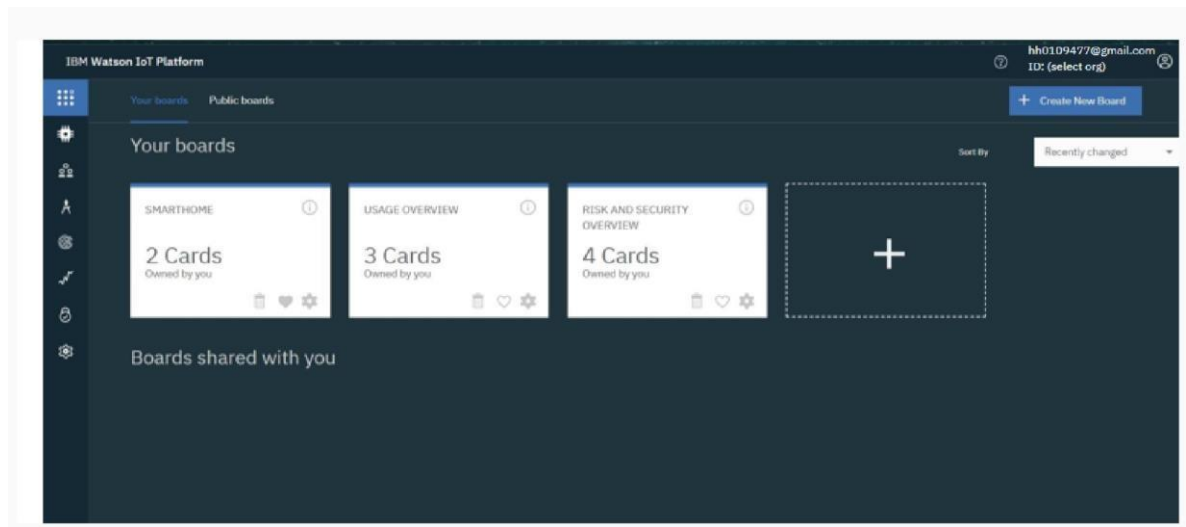 IBM Watson IoT Platform
hh0109477@gmail.com
ID: (select org)
Your boards
Public boards
+ Create New Board
Your boards
Sort By
Recently changed
SMARTHOME
2 Cards
Owned by you
USAGE OVERVIEW
3 Cards
Owned by you
RISK AND SECURITY
OVERVIEW
4 Cards
Owned by you
Boards shared with you